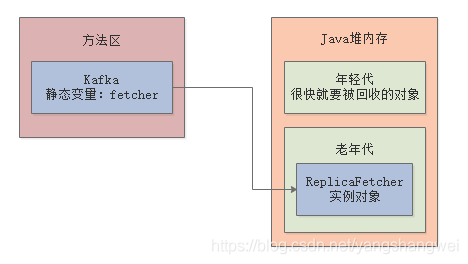 方法区
Kafka
静态变量：fetcher
Java堆内存
年轻代
很快就要被回收的对象
老年代
ReplicaFetcher
实例对象
https://blog.csdn.net/yangshangwei